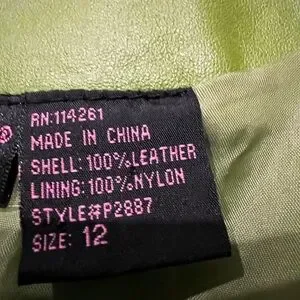 ®
RN:114261
MADE IN CHINA
SHELL:100%LEATHER
LINING:100%NYLON
STYLE#P2887
SIZE: 12